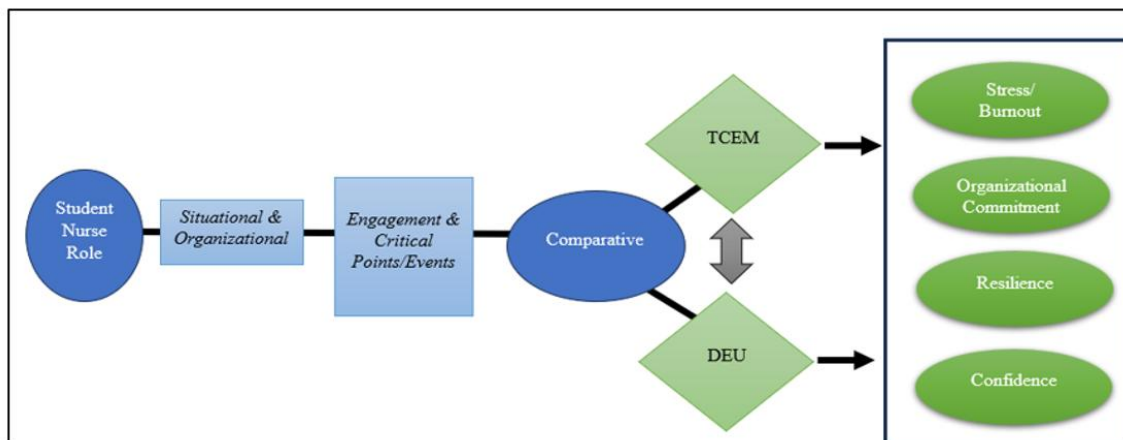 Student
Nurse
Role
Situational &
Organizational
Engagement &
Critical
Points/Events
Comparative
TCEM
DEU
Stress/
Burnout
Organizational
Commitment
Resilience
Confidence